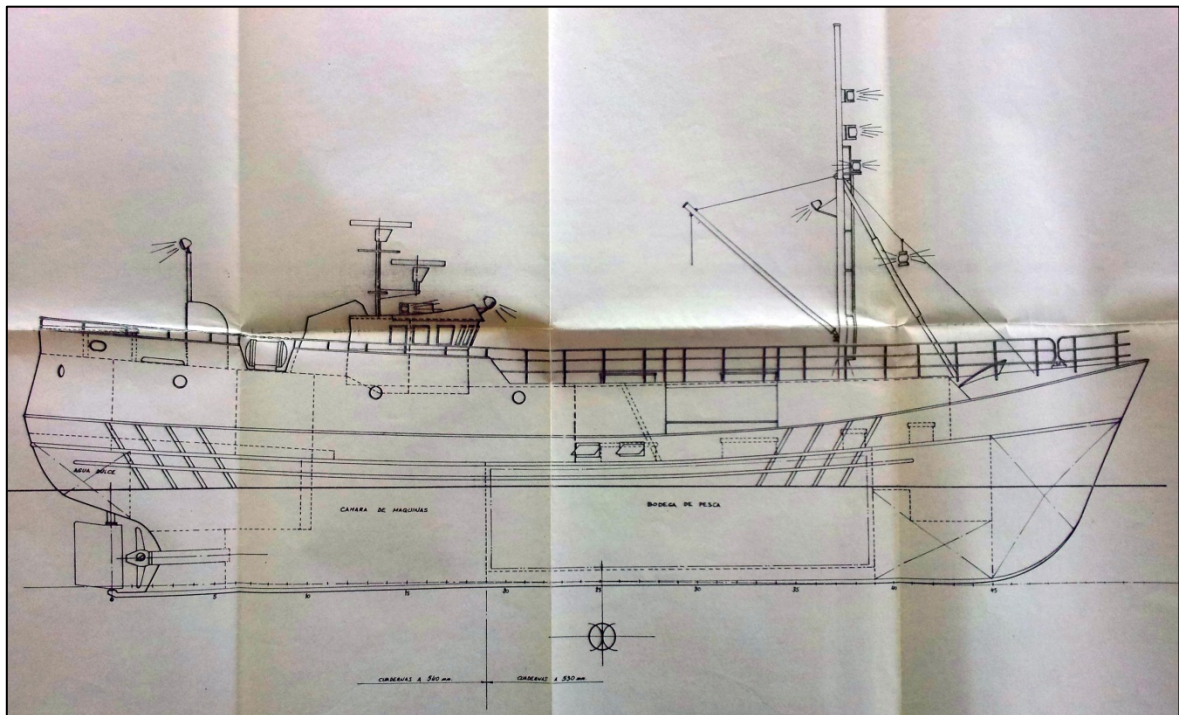 AGUA DULCE
CAMARA DE MAQUINAS
BODEGA DE PESCA
5 10 15 20 25 30 35 40 45
CUADERNAS A 560 mm.
CUADERNAS A 530 mm